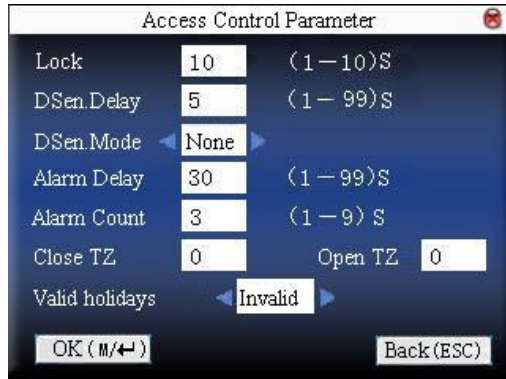 Access Control Parameter
Lock 10 (1－10)S
DSen.Delay 5 (1－ 99)S
DSen.Mode None
Alarm Delay 30 (1－99)S
Alarm Count 3 (1－9) S
Close TZ 0 Open TZ 0
Valid holidays Invalid
OK(M/↵) Back(ESC)